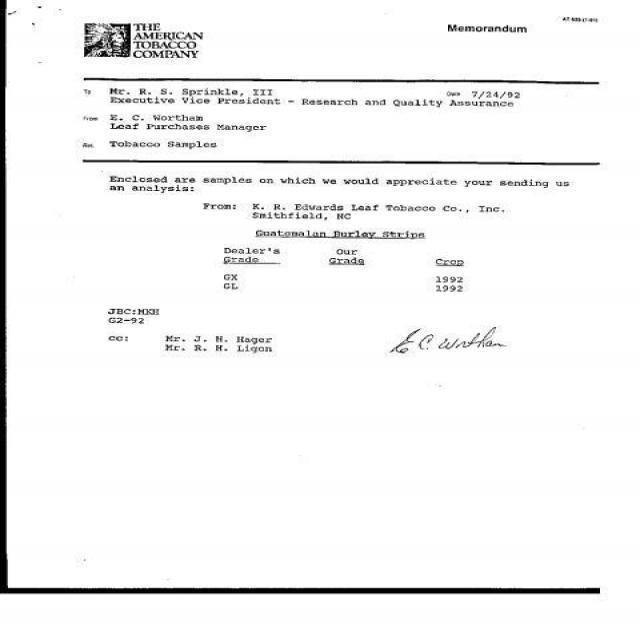 THE
AMERICAN
TOBACCO
COMPANY
Memorandum
To Mr. R. S. Sprinkle, III Date 7/24/92
Executive Vice President - Research and Quality Assurance
From E. C. Wortham
Leaf Purchases Manager
Re: Tobacco Samples
Enclosed are samples on which we would appreciate your sending us
an analysis:
From: K. R. Edwards Leaf Tobacco Co., Inc.
Smithfield, NC
Guatemalan Burley Strips
Dealer's Our
Grade Grade Crop
GX 1992
GL 1992
JBC:MKH
G2-92
cc: Mr. J. H. Hager
Mr. R. H. Ligon
E C. Wortham